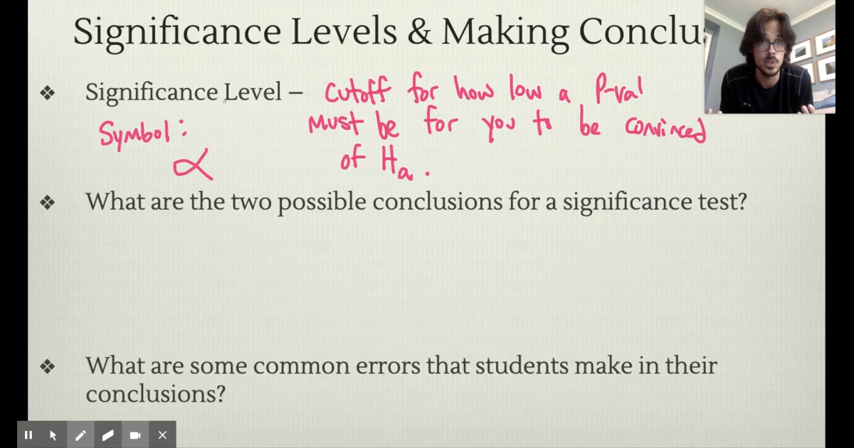 Significance Levels & Making Conclu
❖ Significance Level – cutoff for how low a P-val
Symbol: must be for you to be convinced
α of Ha.
❖ What are the two possible conclusions for a significance test?
❖ What are some common errors that students make in their
conclusions?